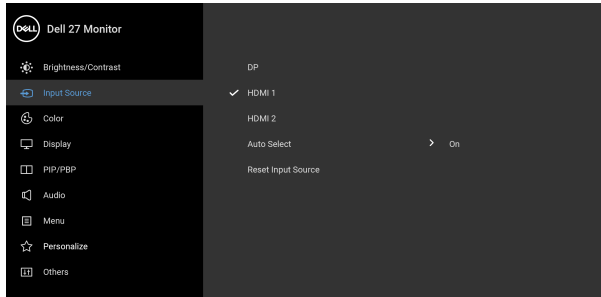 DELL Dell 27 Monitor
Brightness/Contrast
DP
Input Source
HDMI 1
Color
HDMI 2
Display
Auto Select On
PIP/PBP
Reset Input Source
Audio
Menu
Personalize
Others